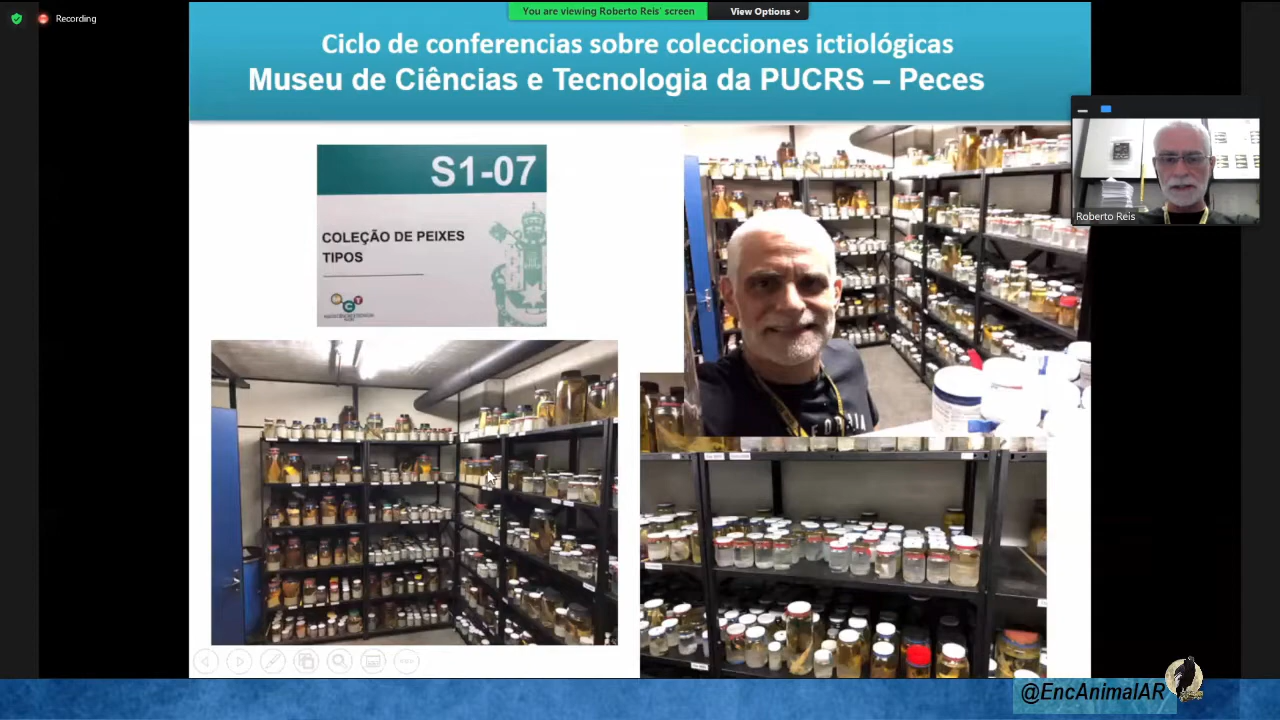 Recording
You are viewing Roberto Reis' screen
View Options
Ciclo de conferencias sobre colecciones ictiológicas
Museu de Ciências e Tecnologia da PUCRS – Peces
S1-07
COLEÇÃO DE PEIXES
TIPOS
Roberto Reis
@EncAnimalAR